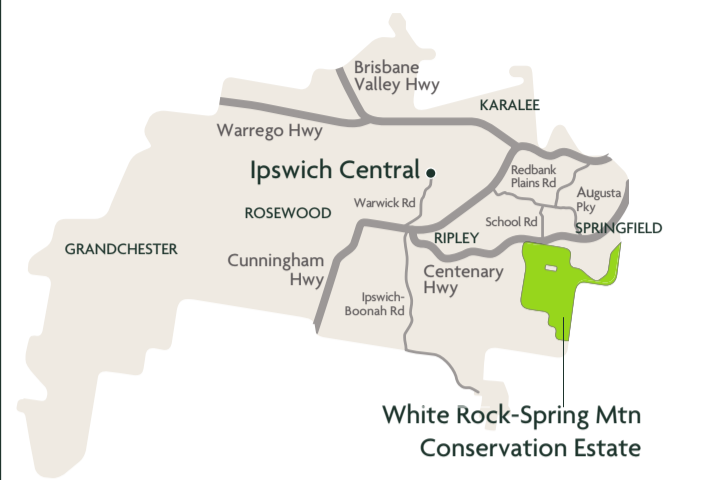 Brisbane
Valley Hwy
KARALEE
Warrego Hwy
Ipswich Central
Redbank
Plains Rd
Augusta
Pky
Warwick Rd
ROSEWOOD
School Rd
SPRINGFIELD
RIPLEY
GRANDCHESTER
Cunningham
Hwy
Centenary
Hwy
Ipswich-
Boonah Rd
White Rock-Spring Mtn
Conservation Estate